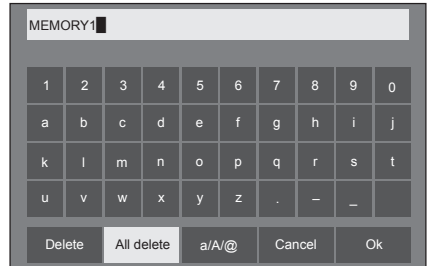 MEMORY1
1 2 3 4 5 6 7 8 9 0
a b c d e f g h i j
k l m n o p q r s t
u v w x y z . – _
Delete All delete a/A/@ Cancel Ok